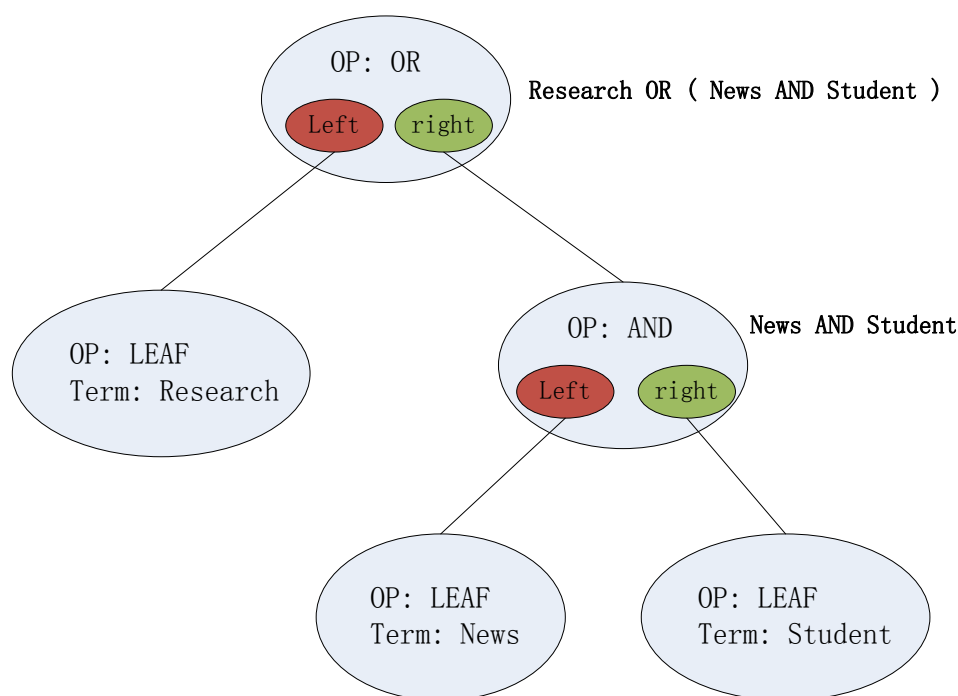 OP: OR
Left
right
Research OR ( News AND Student )
OP: LEAF
Term: Research
OP: AND
Left
right
News AND Student
OP: LEAF
Term: News
OP: LEAF
Term: Student